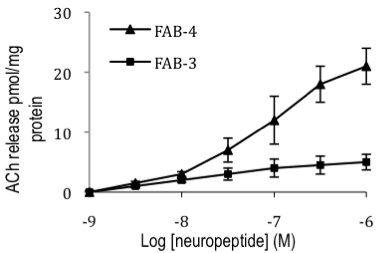 30
20
10
0
ACh release pmol/mg
protein
FAB-4
FAB-3
-9 -8 -7 -6
Log [neuropeptide] (M)